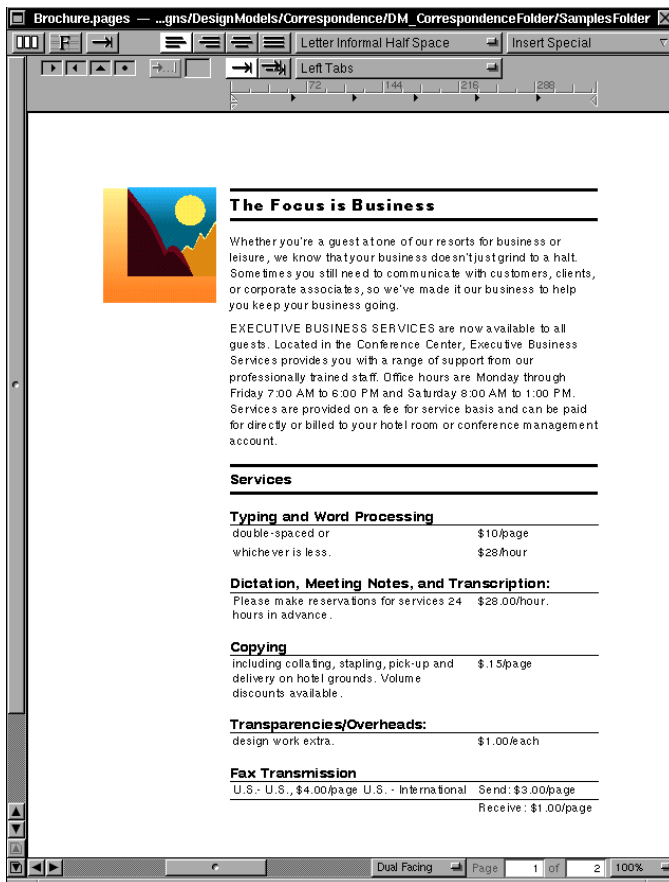 Brochure.pages — ...gns/DesignModels/Correspondence/DM_CorrespondenceFolder/SamplesFolder
F Letter Informal Half Space Insert Special
Left Tabs
72 144 216 288
The Focus is Business
Whether you're a guest at one of our resorts for business or
leisure, we know that your business doesn't just grind to a halt.
Sometimes you still need to communicate with customers, clients,
or corporate associates, so we've made it our business to help
you keep your business going.
EXECUTIVE BUSINESS SERVICES are now available to all
guests. Located in the Conference Center, Executive Business
Services provides you with a range of support from our
professionally trained staff. Office hours are Monday through
Friday 7:00 AM to 6:00 PM and Saturday 8:00 AM to 1:00 PM.
Services are provided on a fee for service basis and can be paid
for directly or billed to your hotel room or conference management
account.
Services
Typing and Word Processing
double-spaced or $10/page
whichever is less. $28/hour
Dictation, Meeting Notes, and Transcription:
Please make reservations for services 24 $28.00/hour.
hours in advance.
Copying
including collating, stapling, pick-up and $.15/page
delivery on hotel grounds. Volume
discounts available.
Transparencies/Overheads:
design work extra. $1.00/each
Fax Transmission
U.S.- U.S., $4.00/page U.S. - International Send: $3.00/page
Receive: $1.00/page
Dual Facing Page 1 of 2 100%